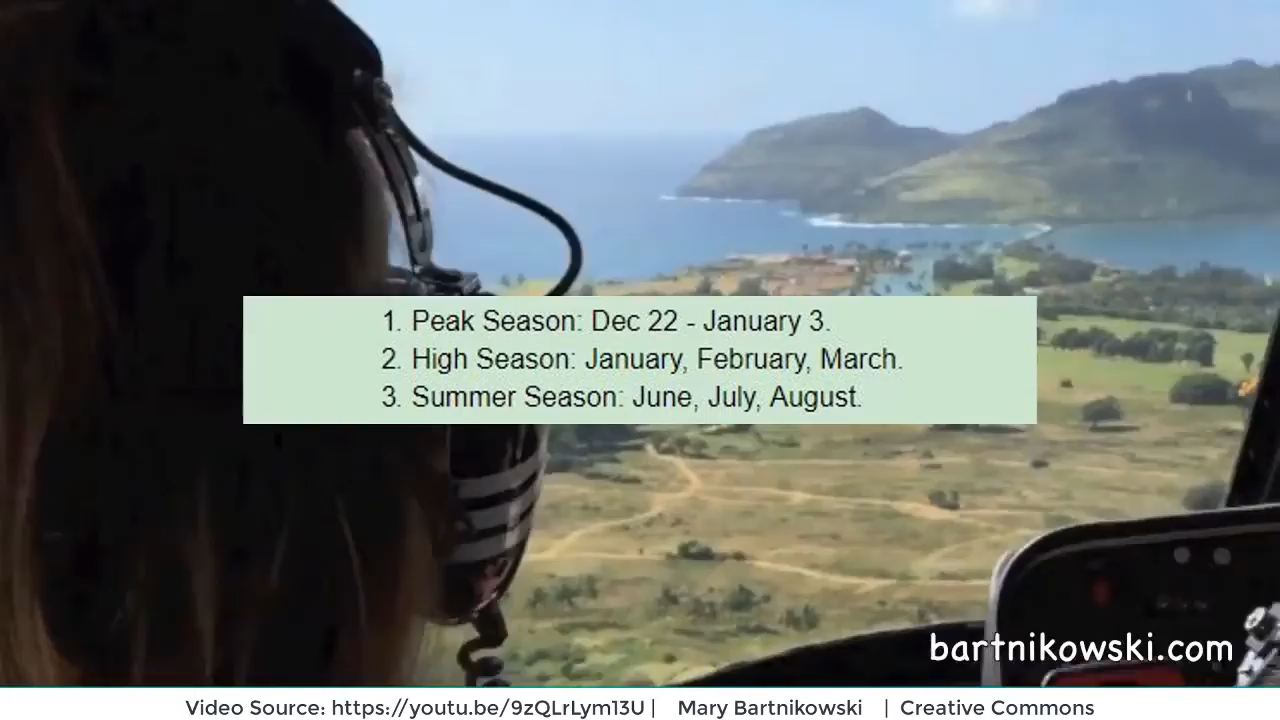 1. Peak Season: Dec 22 - January 3.
2. High Season: January, February, March.
3. Summer Season: June, July, August.
bartnikowski.com
Video Source: https://youtu.be/9zQLrLym13U | Mary Bartnikowski | Creative Commons